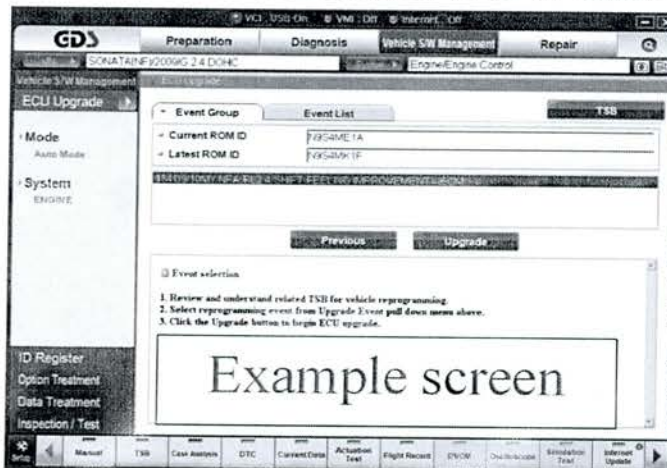 VCI : USB On VMI : Off Internet : Off
GDS
Preparation Diagnosis Vehicle S/W Management Repair
SONATA(NF)/2009/G 2.4 DOHC System Engine/Engine Control
Vehicle S/W Management ECU Upgrade
ECU Upgrade
Event Group Event List TSB
Mode
Auto Mode
Current ROM ID
Latest ROM ID
System
ENGINE
Previous Upgrade
Event selection
1. Review and understand related TSB for vehicle reprogramming.
2. Select reprogramming event from Upgrade Event pull down menu above.
3. Click the Upgrade button to begin ECU upgrade.
Example screen
ID Register
Option Treatment
Data Treatment
Inspection / Test
Setup Manual TSB Case Analysis DTC Current Data Actuation Test Flight Record DVOM Oscilloscope Simulation Test Internet Update